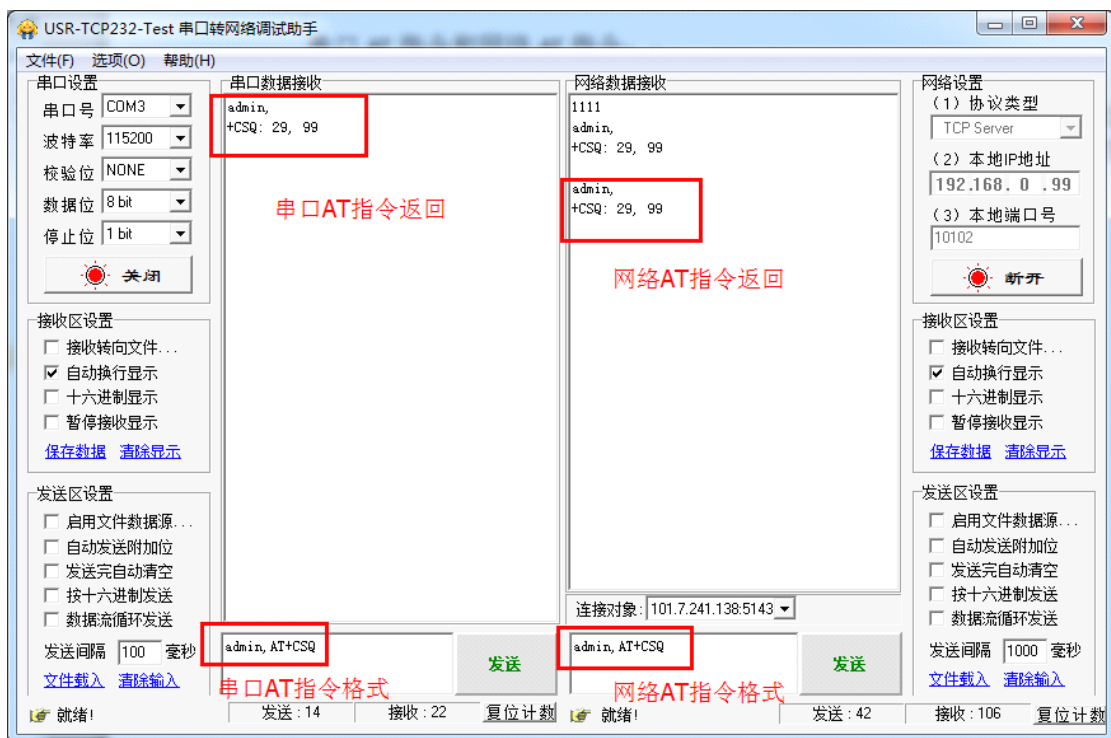 USR-TCP232-Test 串口转网络调试助手
文件(F) 选项(O) 帮助(H)
串口设置
串口号 COM3
波特率 115200
校验位 NONE
数据位 8 bit
停止位 1 bit
关闭
接收区设置
接收转向文件...
自动换行显示
十六进制显示
暂停接收显示
保存数据 清除显示
发送区设置
启用文件数据源...
自动发送附加位
发送完自动清空
按十六进制发送
数据流循环发送
发送间隔 100 毫秒
文件载入 清除输入
串口数据接收
admin,
+CSQ: 29, 99
串口AT指令返回
admin,AT+CSQ
发送
串口AT指令格式
网络数据接收
1111
admin,
+CSQ: 29, 99
admin,
+CSQ: 29, 99
网络AT指令返回
连接对象: 101.7.241.138:5143
admin,AT+CSQ
发送
网络AT指令格式
网络设置
(1) 协议类型
TCP Server
(2) 本地IP地址
192.168. 0 .99
(3) 本地端口号
10102
断开
接收区设置
接收转向文件...
自动换行显示
十六进制显示
暂停接收显示
保存数据 清除显示
发送区设置
启用文件数据源...
自动发送附加位
发送完自动清空
按十六进制发送
数据流循环发送
发送间隔 1000 毫秒
文件载入 清除输入
就绪! 发送:14 接收:22 复位计数 就绪! 发送:42 接收:106 复位计数